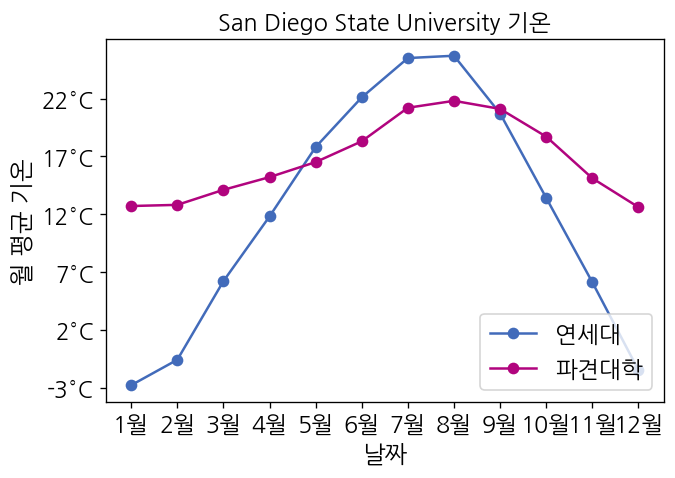 San Diego State University 기온
월 평균 기온
22˚C
17˚C
12˚C
7˚C
2˚C
-3˚C
연세대
파견대학
1월 2월 3월 4월 5월 6월 7월 8월 9월 10월 11월 12월
날짜